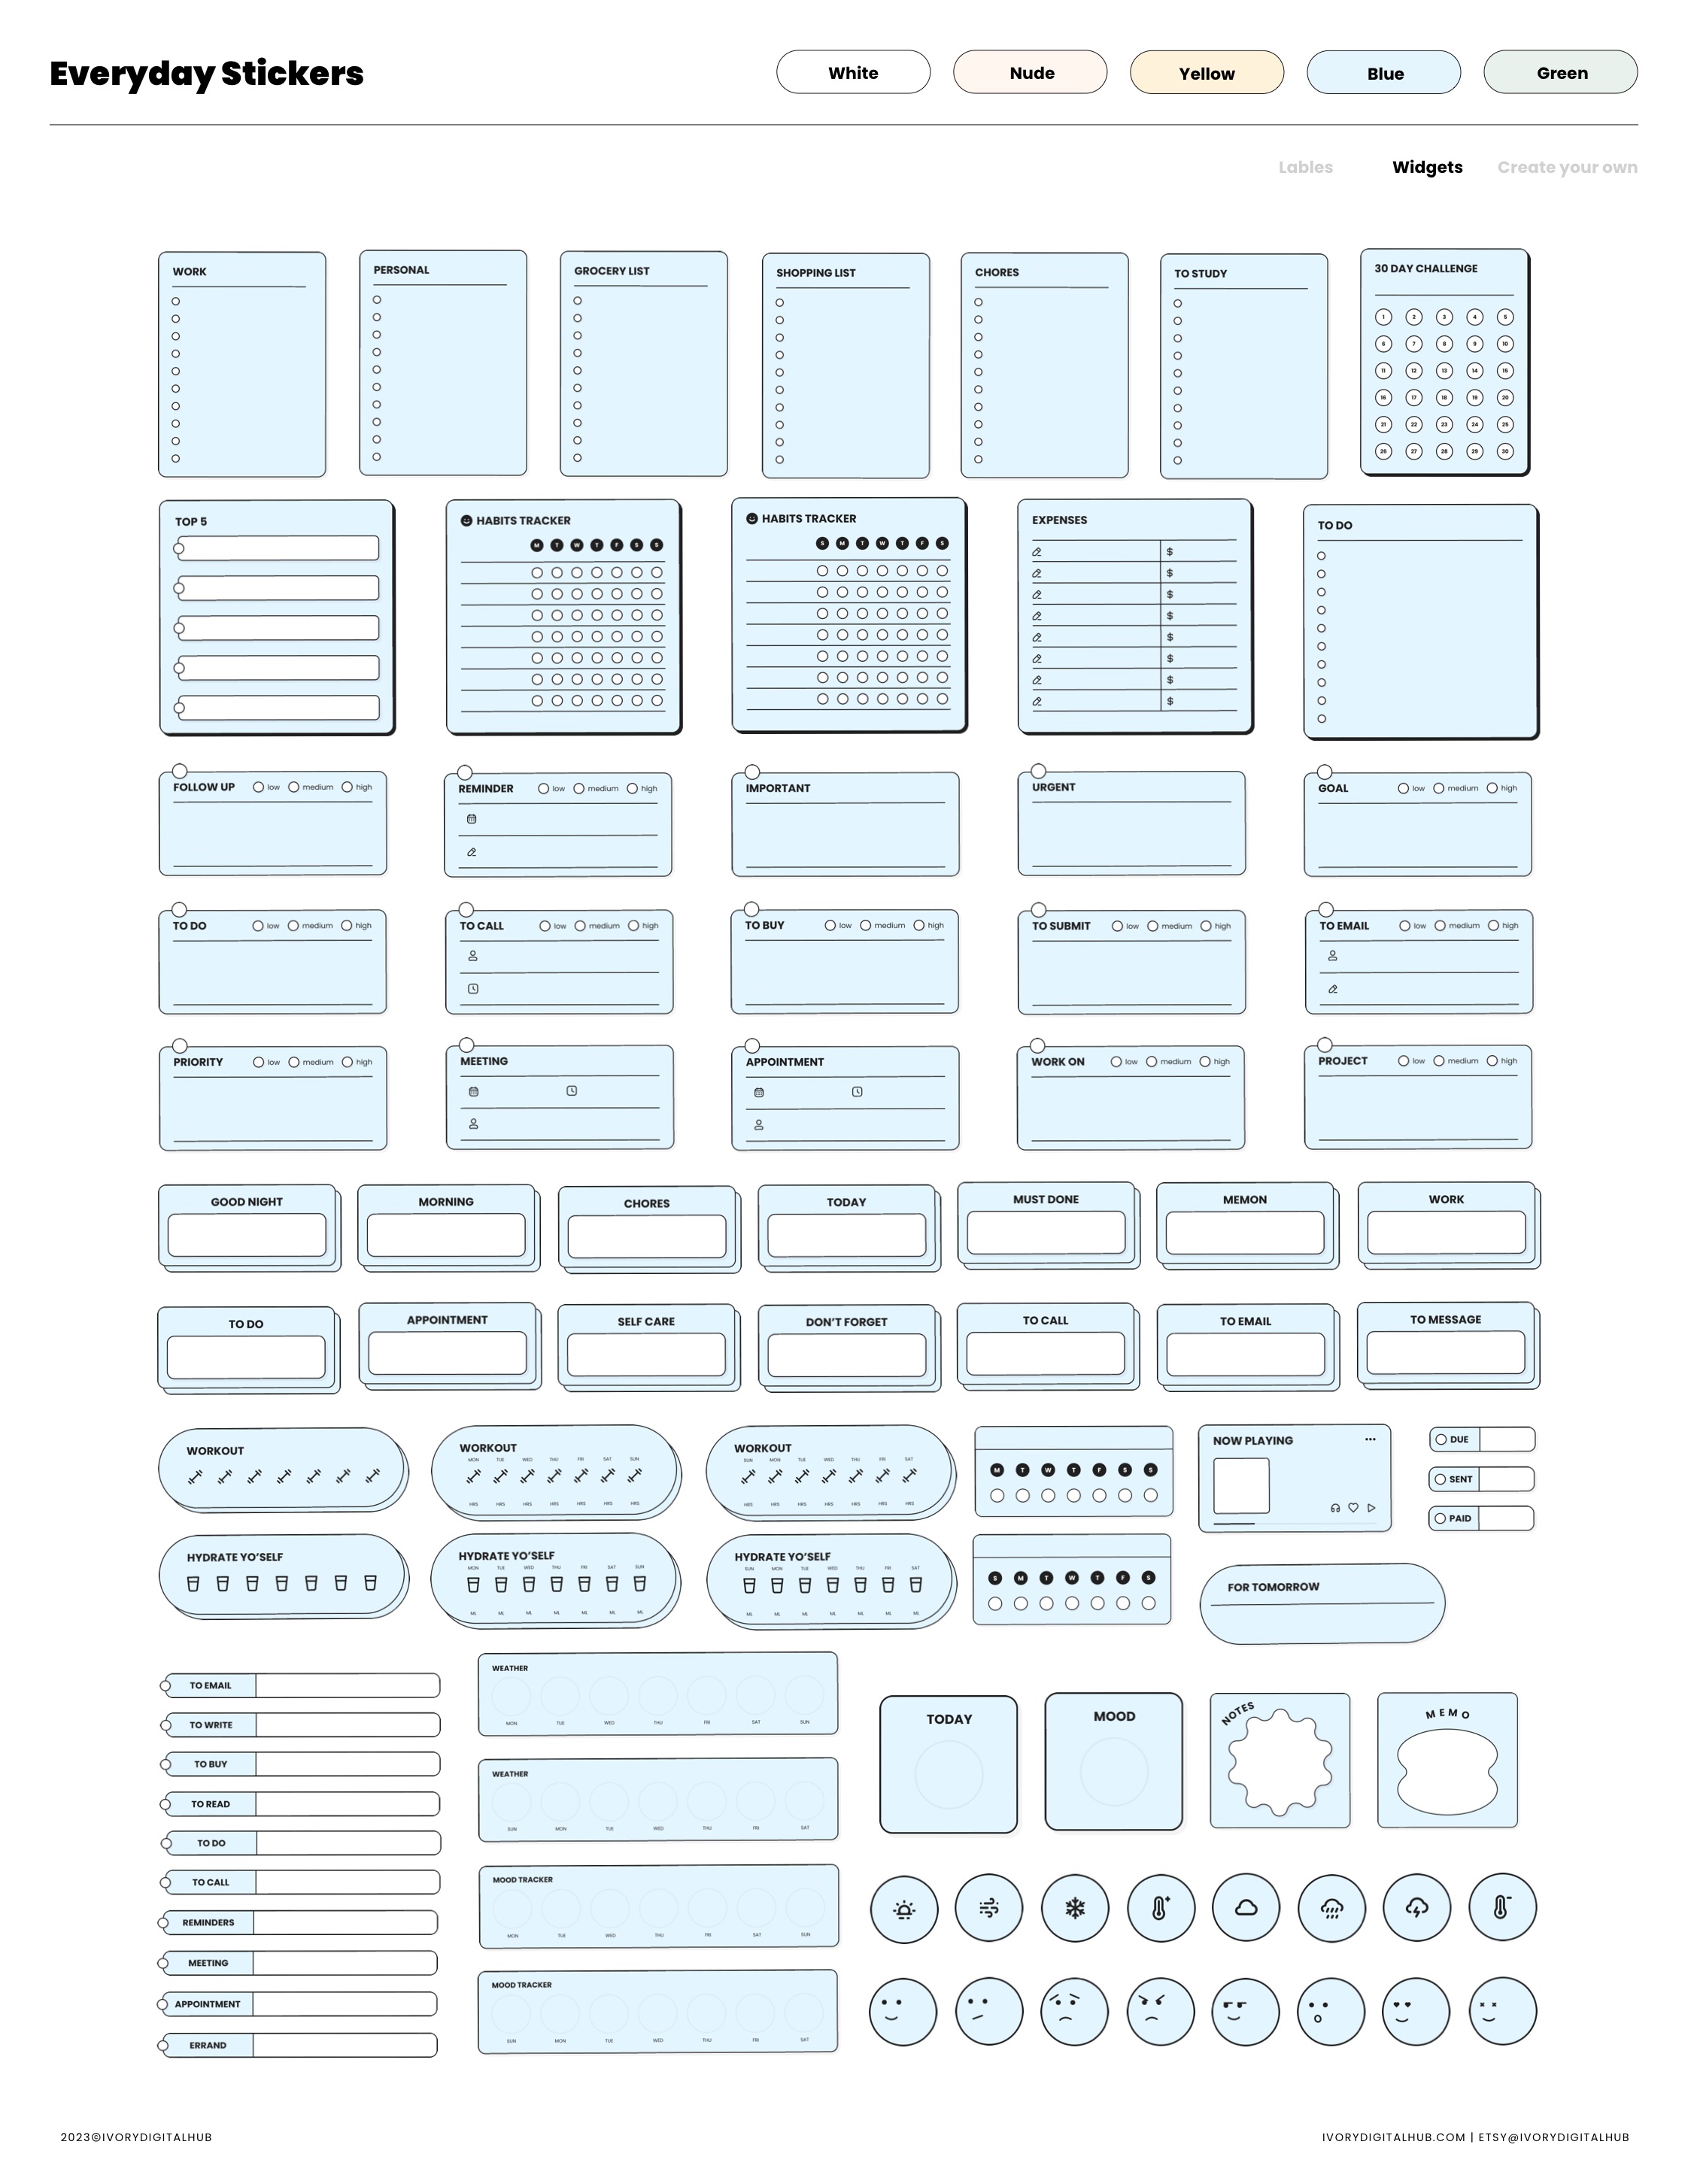 Everyday Stickers
White
Nude
Yellow
Blue
Green
Lables
Widgets
Create your own
WORK
PERSONAL
GROCERY LIST
SHOPPING LIST
CHORES
TO STUDY
30 DAY CHALLENGE
1 2 3 4 5
6 7 8 9 10
11 12 13 14 15
16 17 18 19 20
21 22 23 24 25
26 27 28 29 30
TOP 5
HABITS TRACKER
M T W T F S S
HABITS TRACKER
S M T W T F S
EXPENSES
$
$
$
$
$
$
$
$
TO DO
FOLLOW UP low medium high
REMINDER low medium high
IMPORTANT
URGENT
GOAL low medium high
TO DO low medium high
TO CALL low medium high
TO BUY low medium high
TO SUBMIT low medium high
TO EMAIL low medium high
PRIORITY low medium high
MEETING
APPOINTMENT
WORK ON low medium high
PROJECT low medium high
GOOD NIGHT
MORNING
CHORES
TODAY
MUST DONE
MEMON
WORK
TO DO
APPOINTMENT
SELF CARE
DON'T FORGET
TO CALL
TO EMAIL
TO MESSAGE
WORKOUT
WORKOUT
MON TUE WED THU FRI SAT SUN
HRS HRS HRS HRS HRS HRS HRS
WORKOUT
SUN MON TUE WED THU FRI SAT
HRS HRS HRS HRS HRS HRS HRS
M T W T F S S
NOW PLAYING
DUE
SENT
PAID
HYDRATE YO'SELF
HYDRATE YO'SELF
MON TUE WED THU FRI SAT SUN
ML ML ML ML ML ML ML
HYDRATE YO'SELF
SUN MON TUE WED THU FRI SAT
ML ML ML ML ML ML ML
S M T W T F S
FOR TOMORROW
TO EMAIL
TO WRITE
TO BUY
TO READ
TO DO
TO CALL
REMINDERS
MEETING
APPOINTMENT
ERRAND
WEATHER
MON TUE WED THU FRI SAT SUN
WEATHER
SUN MON TUE WED THU FRI SAT
MOOD TRACKER
MON TUE WED THU FRI SAT SUN
MOOD TRACKER
SUN MON TUE WED THU FRI SAT
TODAY
MOOD
NOTES
MEMO
2023©IVORYDIGITALHUB
IVORYDIGITALHUB.COM | ETSY@IVORYDIGITALHUB